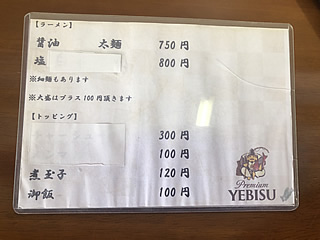 【ラーメン】
醤油 太麺 750円
塩 800円
※細麺もあります
※大盛はプラス100円頂きます
【トッピング】
300円
100円
煮玉子 120円
御飯 100円
Premium
YEBISU